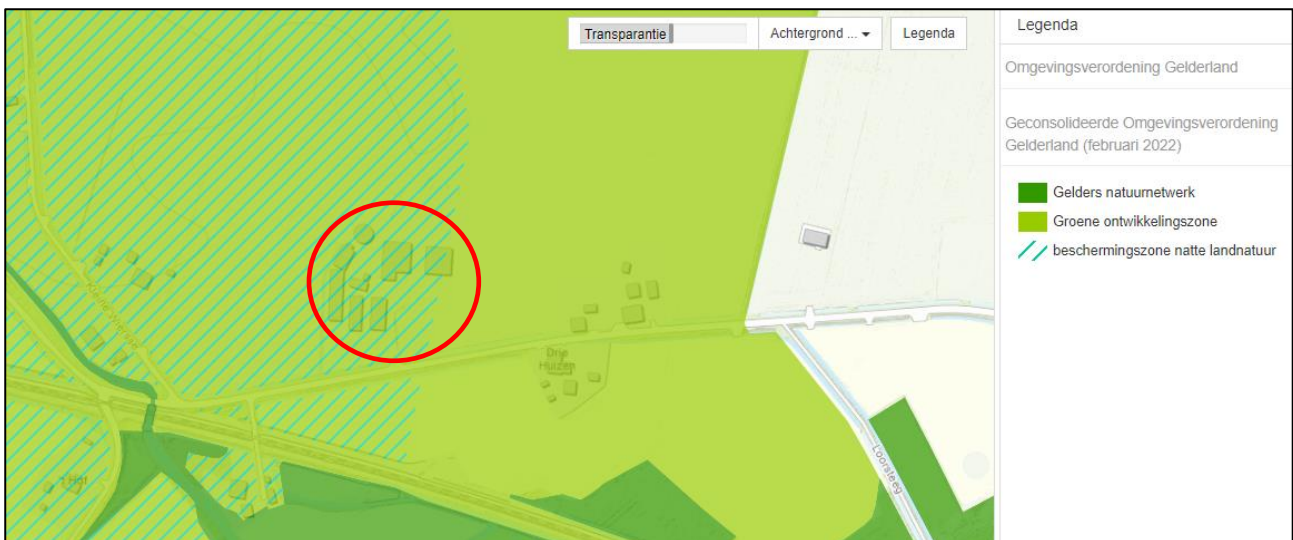 Transparantie
Achtergrond ...
Legenda
Legenda
Omgevingsverordening Gelderland
Geconsolideerde Omgevingsverordening
Gelderland (februari 2022)
Gelders natuurnetwerk
Groene ontwikkelingszone
beschermingszone natte landnatuur
Drie
Huizen
Loorsteeg